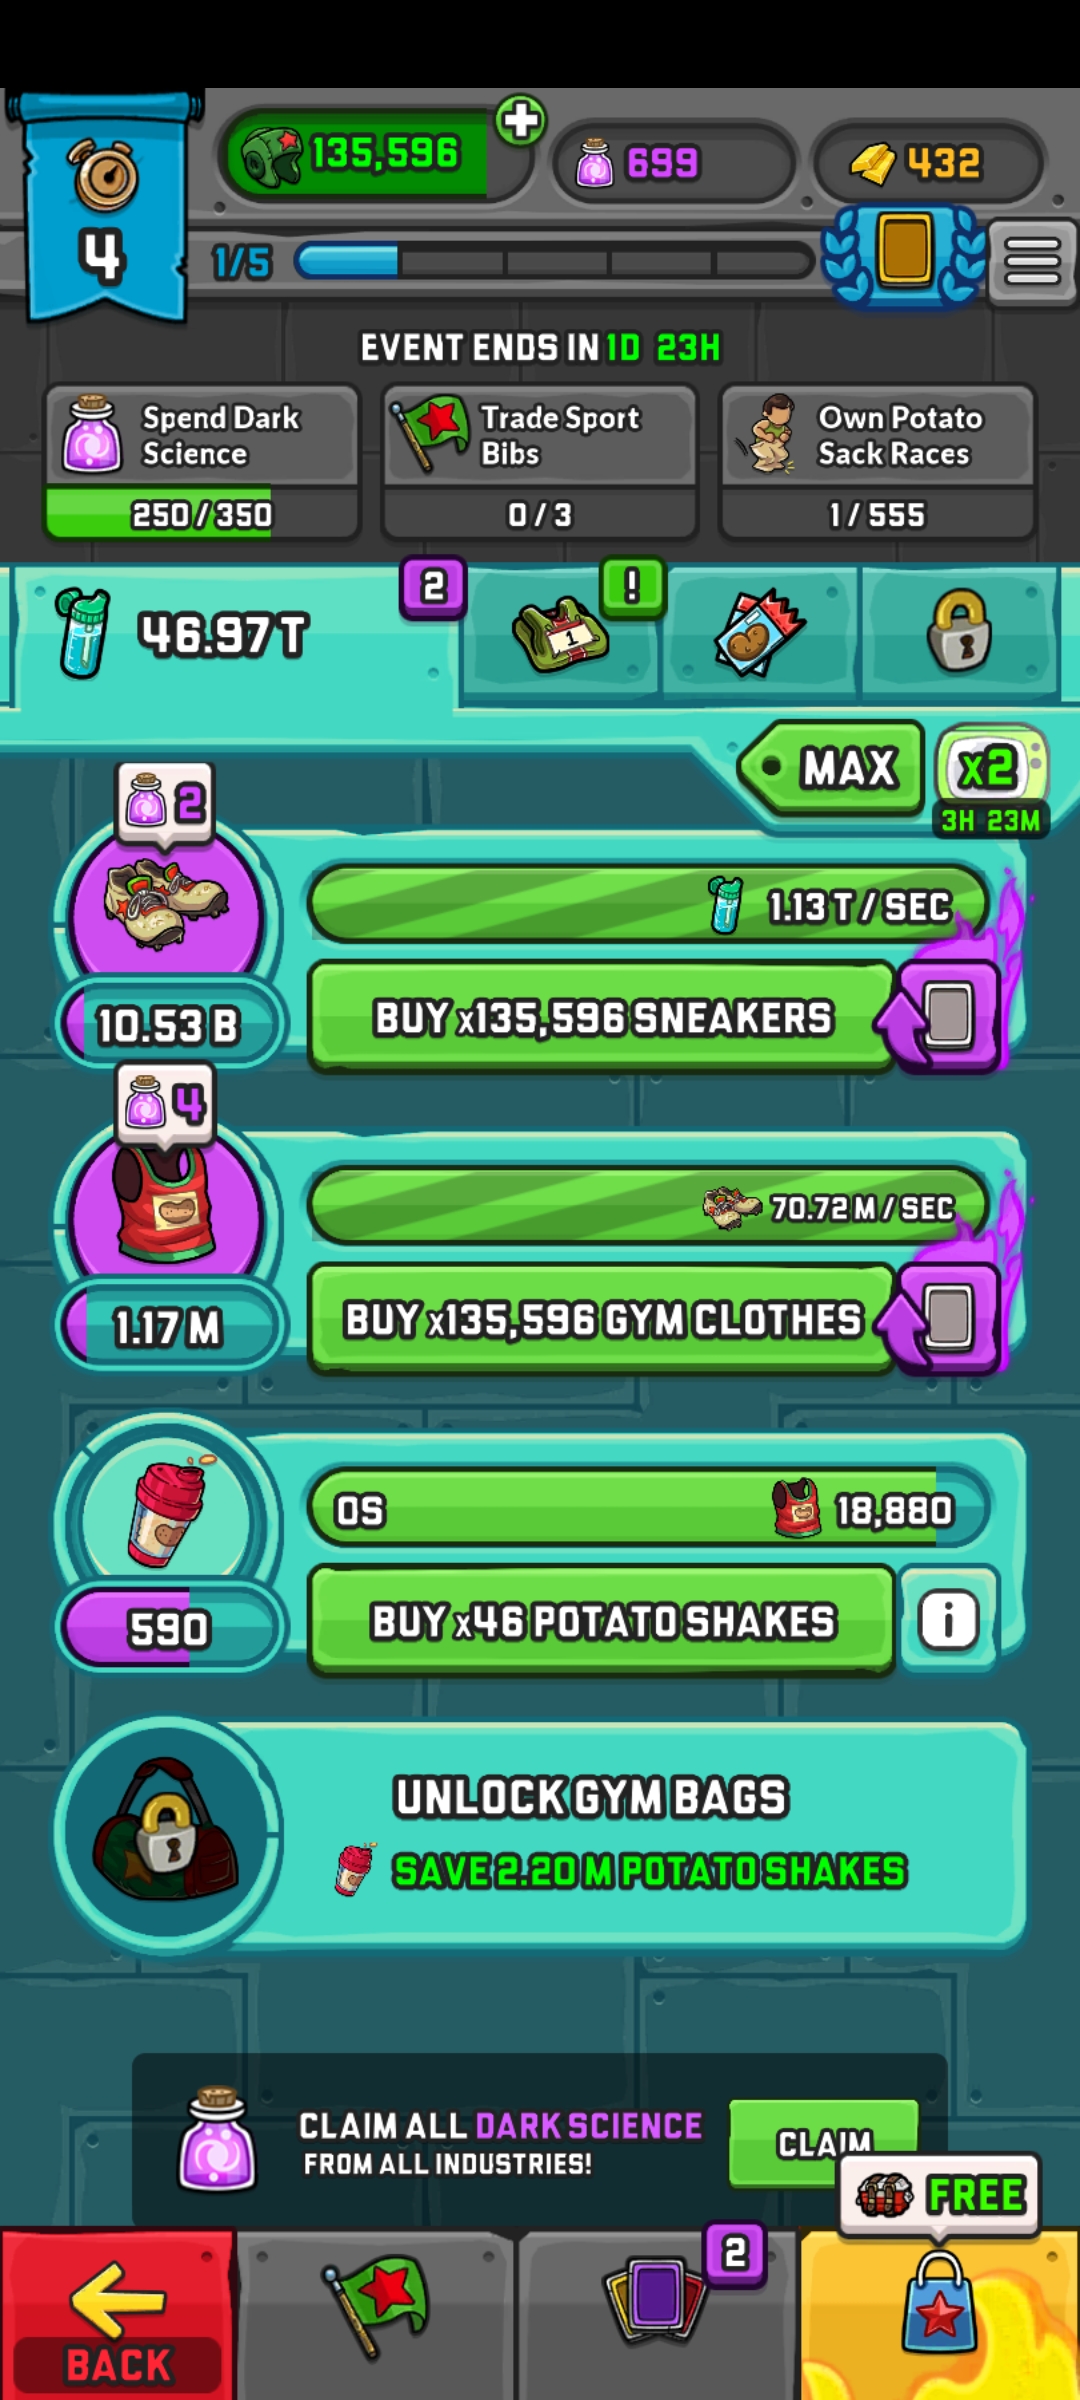 135,596
699
432
4
1/5
EVENT ENDS IN 1D 23H
Spend Dark
Science
250/350
Trade Sport
Bibs
0/3
Own Potato
Sack Races
1/555
46.97 T
2
1
!
MAX
x2
3H 23M
2
1.13 T / SEC
10.53 B
BUY x135,596 SNEAKERS
4
70.72 M / SEC
1.17 M
BUY x135,596 GYM CLOTHES
0S
18,880
590
BUY x46 POTATO SHAKES
i
UNLOCK GYM BAGS
SAVE 2.20 M POTATO SHAKES
CLAIM ALL DARK SCIENCE
FROM ALL INDUSTRIES!
CLAIM
FREE
2
BACK